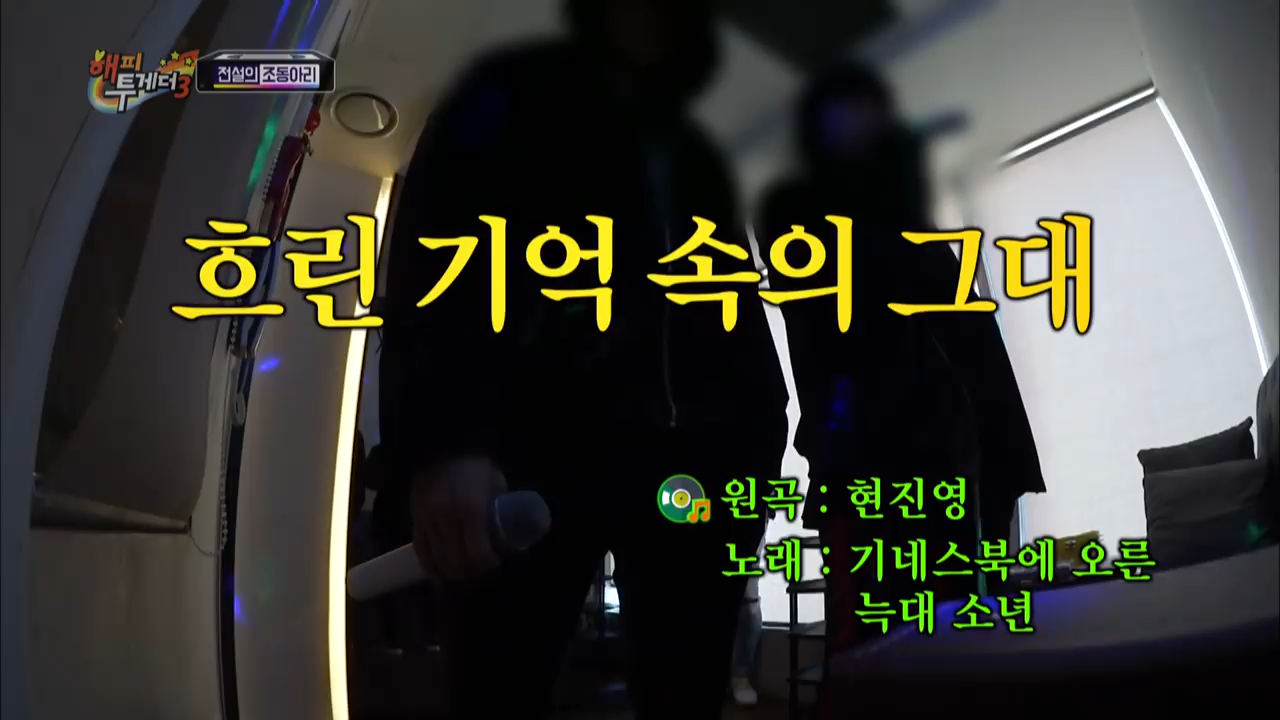 해피
투게더3
전설의 조동아리
흐린 기억 속의 그대
원곡 : 현진영
노래 : 기네스북에 오른
늑대 소년